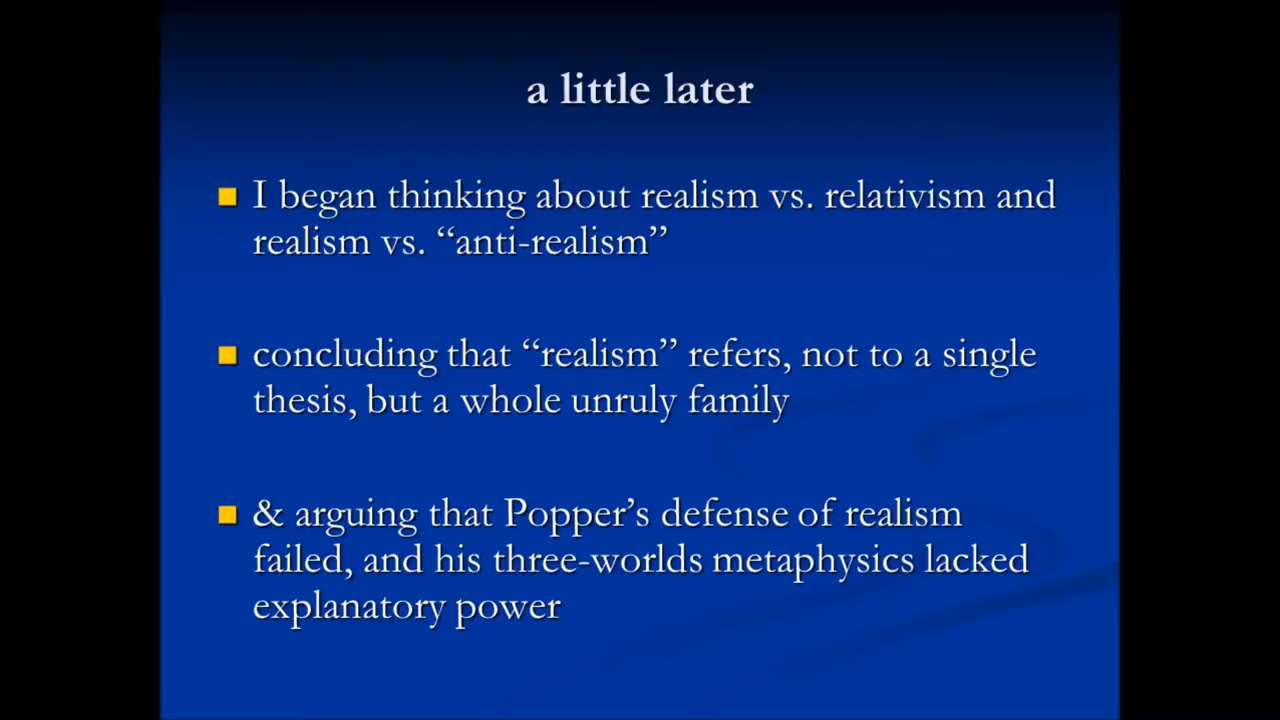 a little later
I began thinking about realism vs. relativism and
realism vs. “anti-realism”
concluding that “realism” refers, not to a single
thesis, but a whole unruly family
& arguing that Popper’s defense of realism
failed, and his three-worlds metaphysics lacked
explanatory power